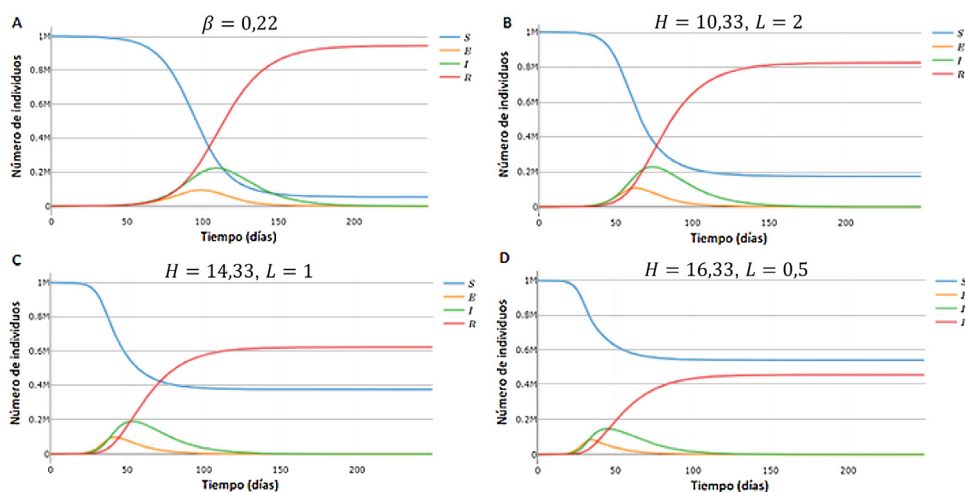 A
β = 0,22
S
E
I
R
Número de individuos
1M
0.8M
0.6M
0.4M
0.2M
0
0
50
100
150
200
Tiempo (días)
B
H = 10,33, L = 2
S
E
I
R
Número de individuos
1M
0.8M
0.6M
0.4M
0.2M
0
0
50
100
150
200
Tiempo (días)
C
H = 14,33, L = 1
S
E
I
R
Número de individuos
1M
0.8M
0.6M
0.4M
0.2M
0
0
50
100
150
200
Tiempo (días)
D
H = 16,33, L = 0,5
Número de individuos
1M
0.8M
0.6M
0.4M
0.2M
0
0
50
100
150
200
Tiempo (días)